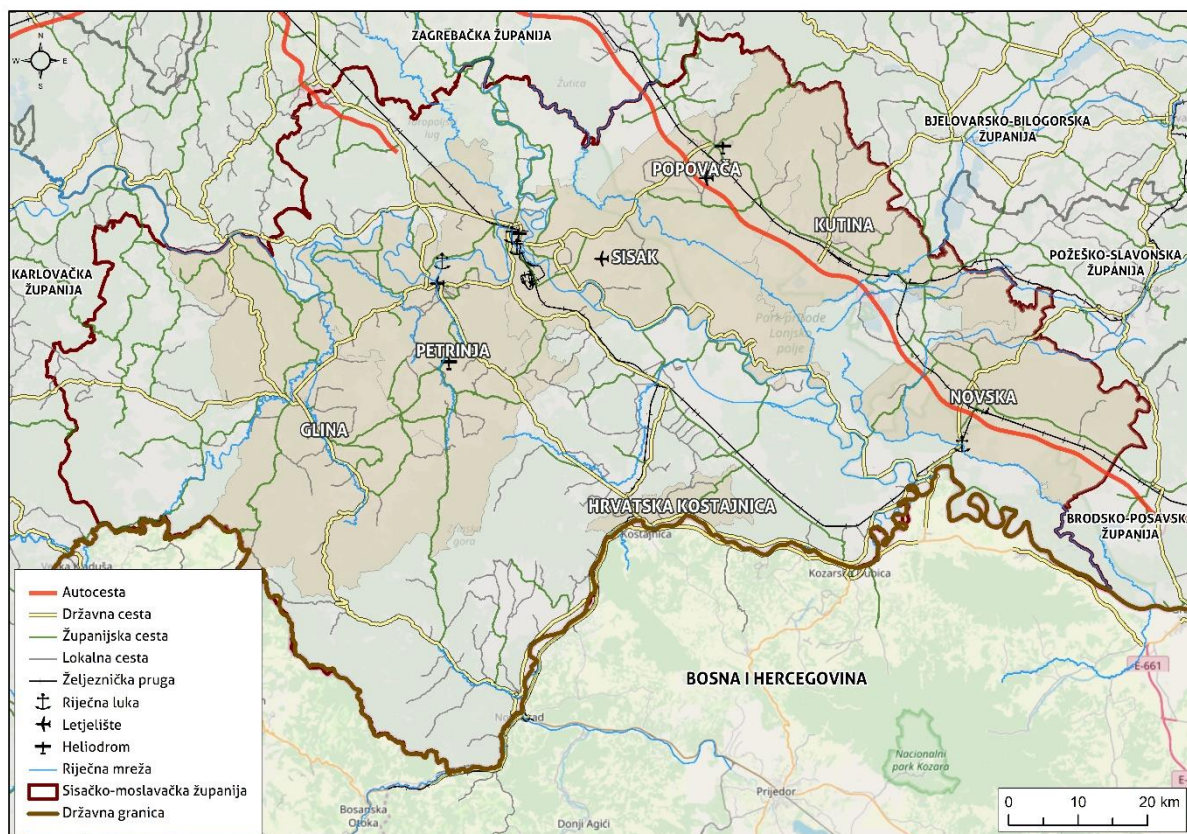 N
W E
S
ZAGREBAČKA ŽUPANIJA
Žutica
BJELOVARSKO-BILOGORSKA
ŽUPANIJA
lug
POPOVAČA
KUTINA
KARLOVAČKA
ŽUPANIJA
SISAK
POŽEŠKO-SLAVONSKA
ŽUPANIJA
Park prirode
Lonjsko
polje
PETRINJA
NOVSKA
GLINA
HRVATSKA KOSTAJNICA
Kostajnica
gora
BRODSKO-POSAVSKA
ŽUPANIJA
Kozarska Dubica
BOSNA I HERCEGOVINA
E-661
Nacionalni
park Kozara
Prijedor
Bosanska
Otoka
Donji Agići
Autocesta
Državna cesta
Županijska cesta
Lokalna cesta
Željeznička pruga
Riječna luka
Letjelište
Heliodrom
Riječna mreža
Sisačko-moslavačka županija
Državna granica
0 10 20 km